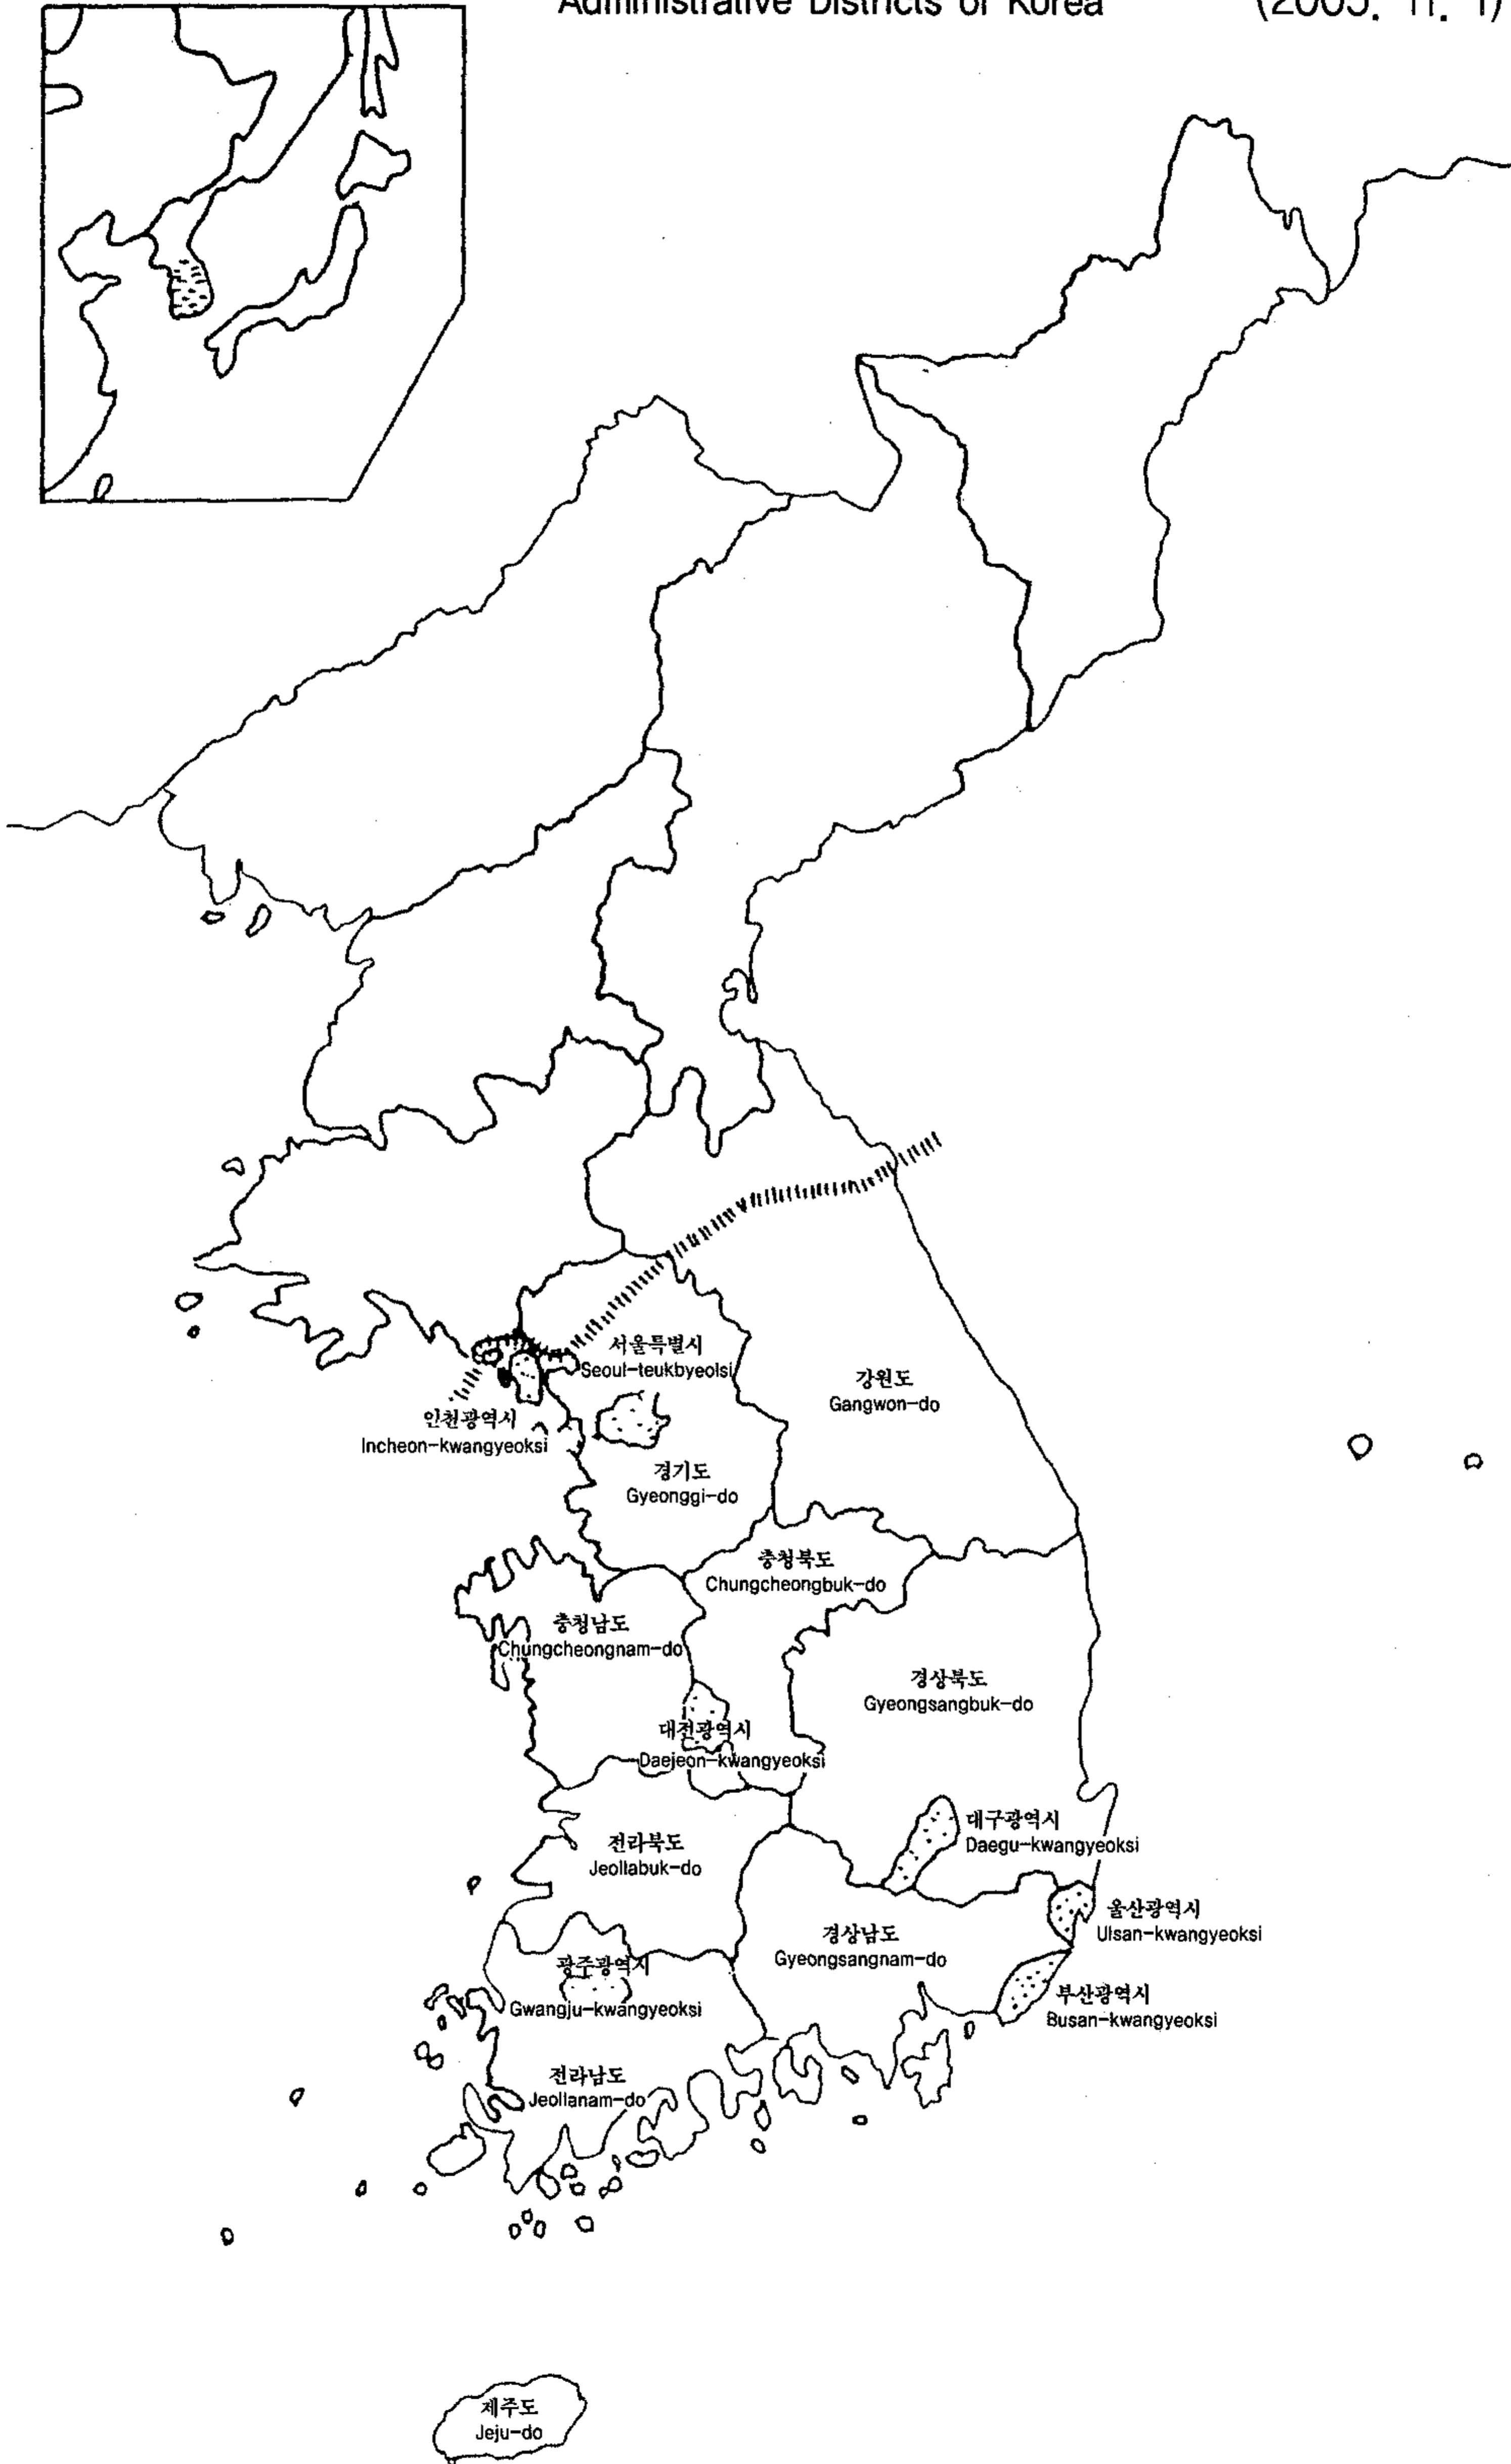 Administrative Districts of Korea (2005. 11. 1)
서울특별시
Seoul-teukbyeolsi
강원도
Gangwon-do
인천광역시
Incheon-kwangyeoksi
경기도
Gyeonggi-do
충청북도
Chungcheongbuk-do
충청남도
Chungcheongnam-do
경상북도
Gyeongsangbuk-do
대전광역시
Daejeon-kwangyeoksi
대구광역시
Daegu-kwangyeoksi
전라북도
Jeollabuk-do
울산광역시
Ulsan-kwangyeoksi
경상남도
Gyeongsangnam-do
광주광역시
Gwangju-kwangyeoksi
부산광역시
Busan-kwangyeoksi
전라남도
Jeollanam-do
제주도
Jeju-do